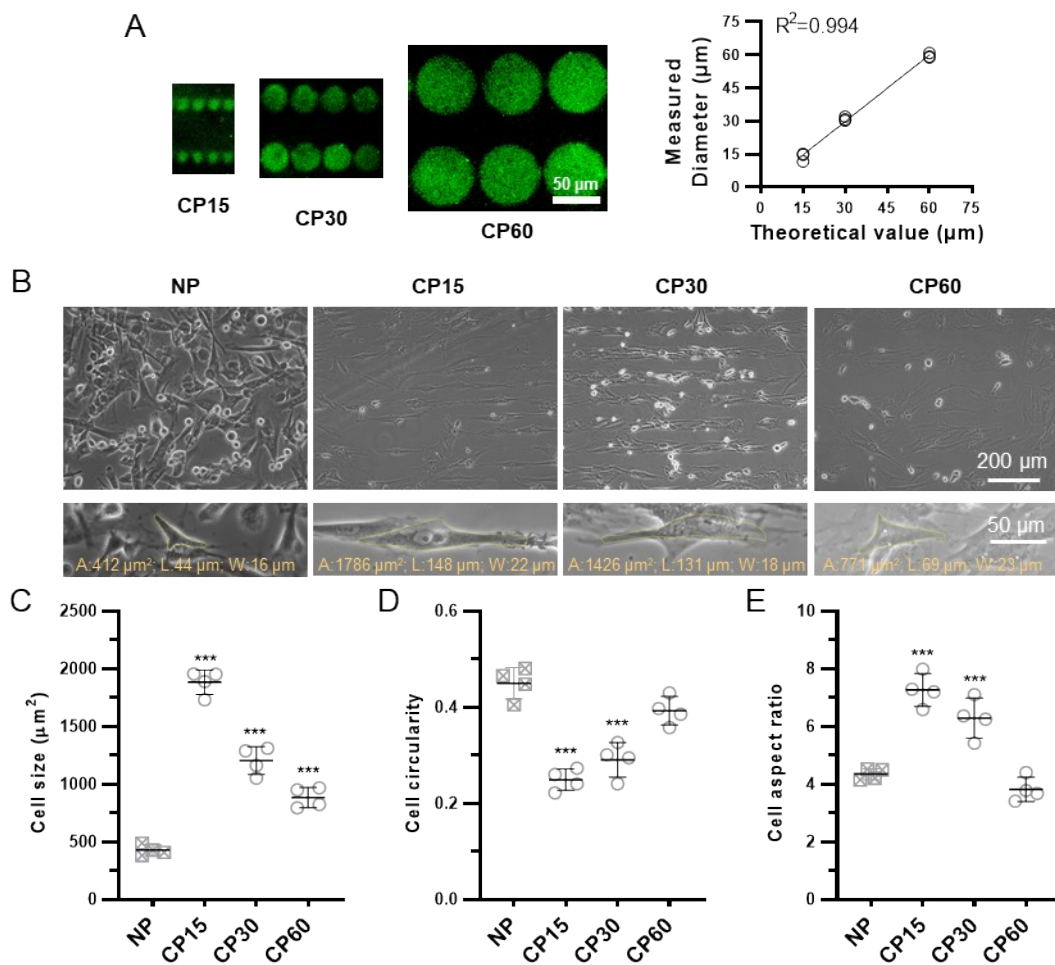 A
CP15
CP30
50 µm
CP60
R²=0.994
Measured
Diameter (µm)
75
60
45
30
15
0
0 15 30 45 60 75
Theoretical value (µm)
B
NP CP15 CP30 CP60
200 µm
50 µm
A:412 µm²; L:44 µm; W:16 µm
A:1786 µm²; L:148 µm; W:22 µm
A:1426 µm²; L:131 µm; W:18 µm
A:771 µm²; L:69 µm; W:23 µm
C
Cell size (µm²)
2500
2000
1500
1000
500
0
***
***
***
NP CP15 CP30 CP60
D
Cell circularity
0.6
0.4
0.2
0.0
***
***
NP CP15 CP30 CP60
E
Cell aspect ratio
10
8
6
4
2
0
***
***
NP CP15 CP30 CP60